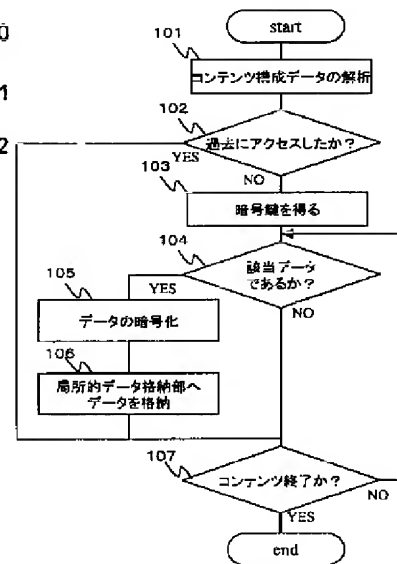 start
101
コンテンツ構成データの解析
102
過去にアクセスしたか？
YES
NO
103
暗号鍵を得る
104
該当データ
であるか？
YES
NO
105
データの暗号化
106
局所的データ格納部へ
データを格納
107
コンテンツ終了か？
NO
YES
end
0
1
2